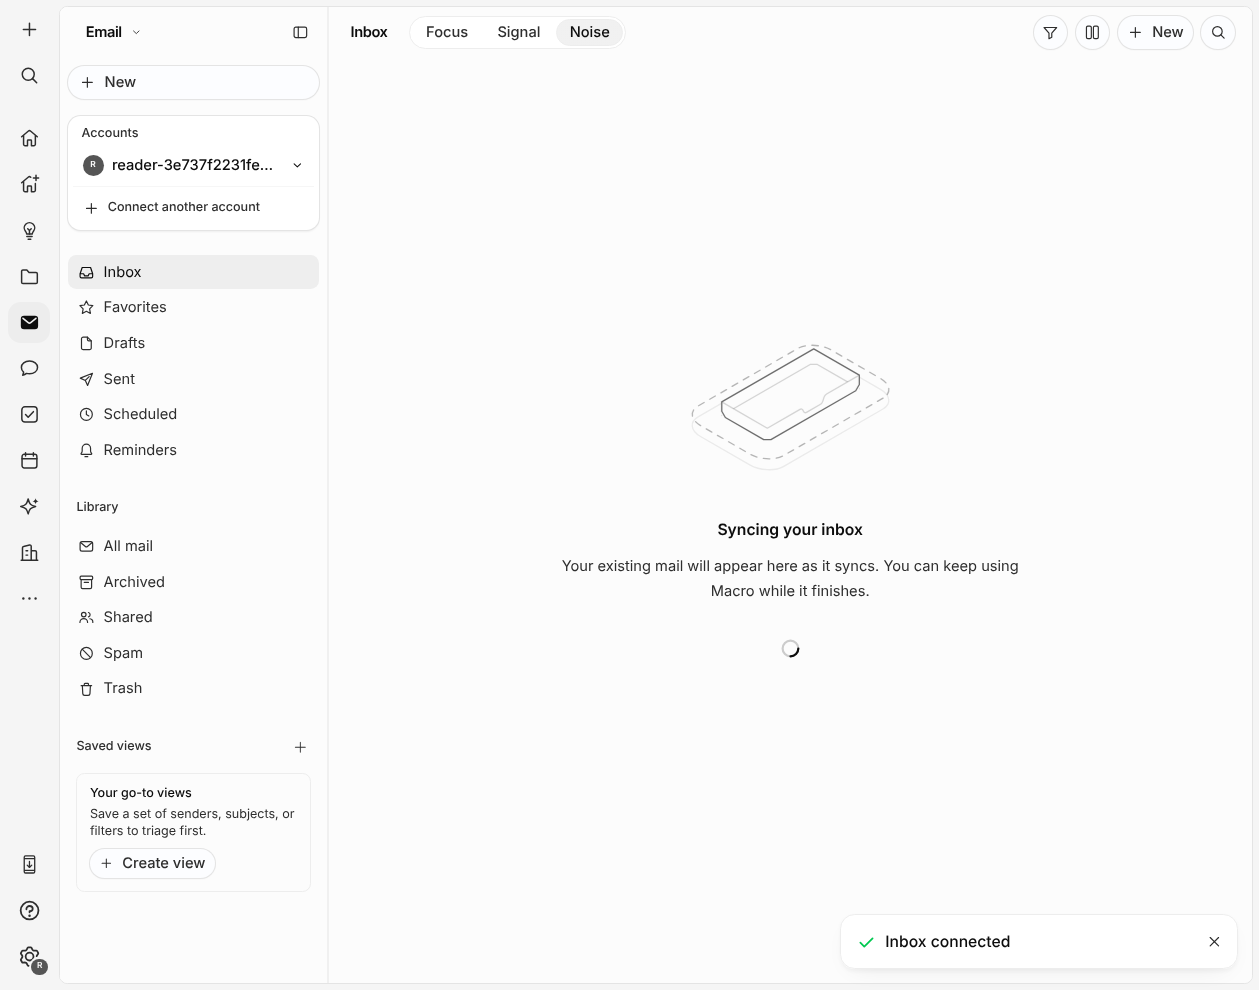 Email
New
Accounts
R
reader-3e737f2231fe...
Connect another account
Inbox
Favorites
Drafts
Sent
Scheduled
Reminders
Library
All mail
Archived
Shared
Spam
Trash
Saved views
Your go-to views
Save a set of senders, subjects, or
filters to triage first.
Create view
R
Inbox
Focus
Signal
Noise
New
Syncing your inbox
Your existing mail will appear here as it syncs. You can keep using
Macro while it finishes.
Inbox connected